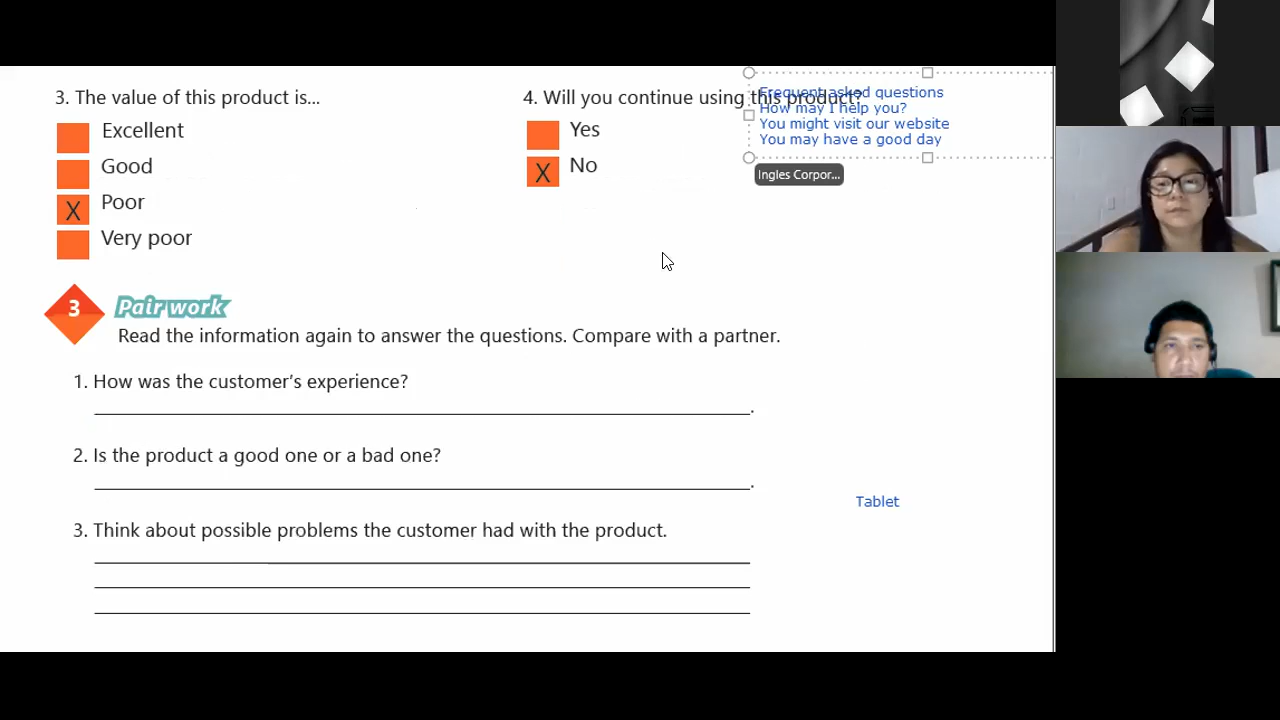 3. The value of this product is...
Excellent
Good
X Poor
Very poor
4. Will you continue using this product?
Yes
X No
Frequent asked questions
How may I help you?
You might visit our website
You may have a good day
Ingles Corpor...
3 Pair work
Read the information again to answer the questions. Compare with a partner.
1. How was the customer's experience?
.
2. Is the product a good one or a bad one?
.
Tablet
3. Think about possible problems the customer had with the product.